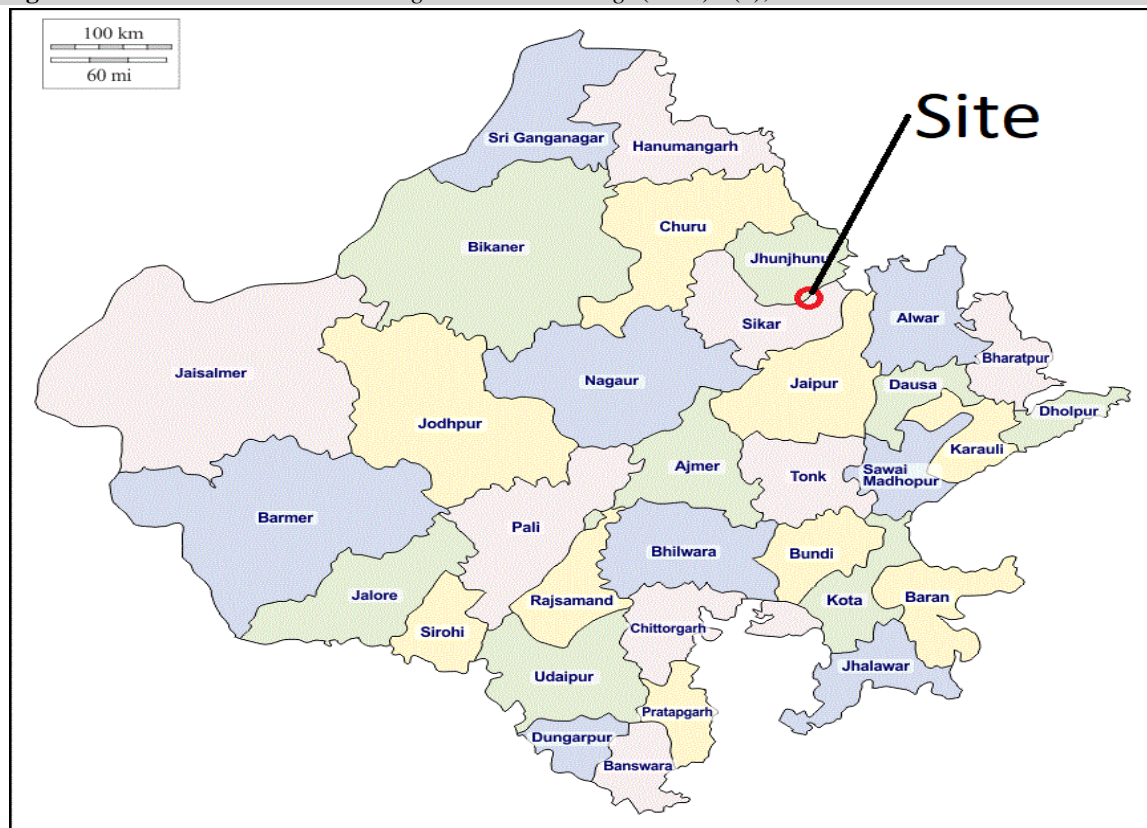 100 km
60 mi
Site
Sri Ganganagar
Hanumangarh
Churu
Bikaner
Jhunjhunu
Sikar
Alwar
Bharatpur
Jaisalmer
Nagaur
Jaipur
Dausa
Dholpur
Jodhpur
Karauli
Ajmer
Tonk
Sawai
Madhopur
Barmer
Pali
Bhilwara
Bundi
Jalore
Rajsamand
Kota
Baran
Sirohi
Chittorgarh
Jhalawar
Udaipur
Pratapgarh
Dungarpur
Banswara